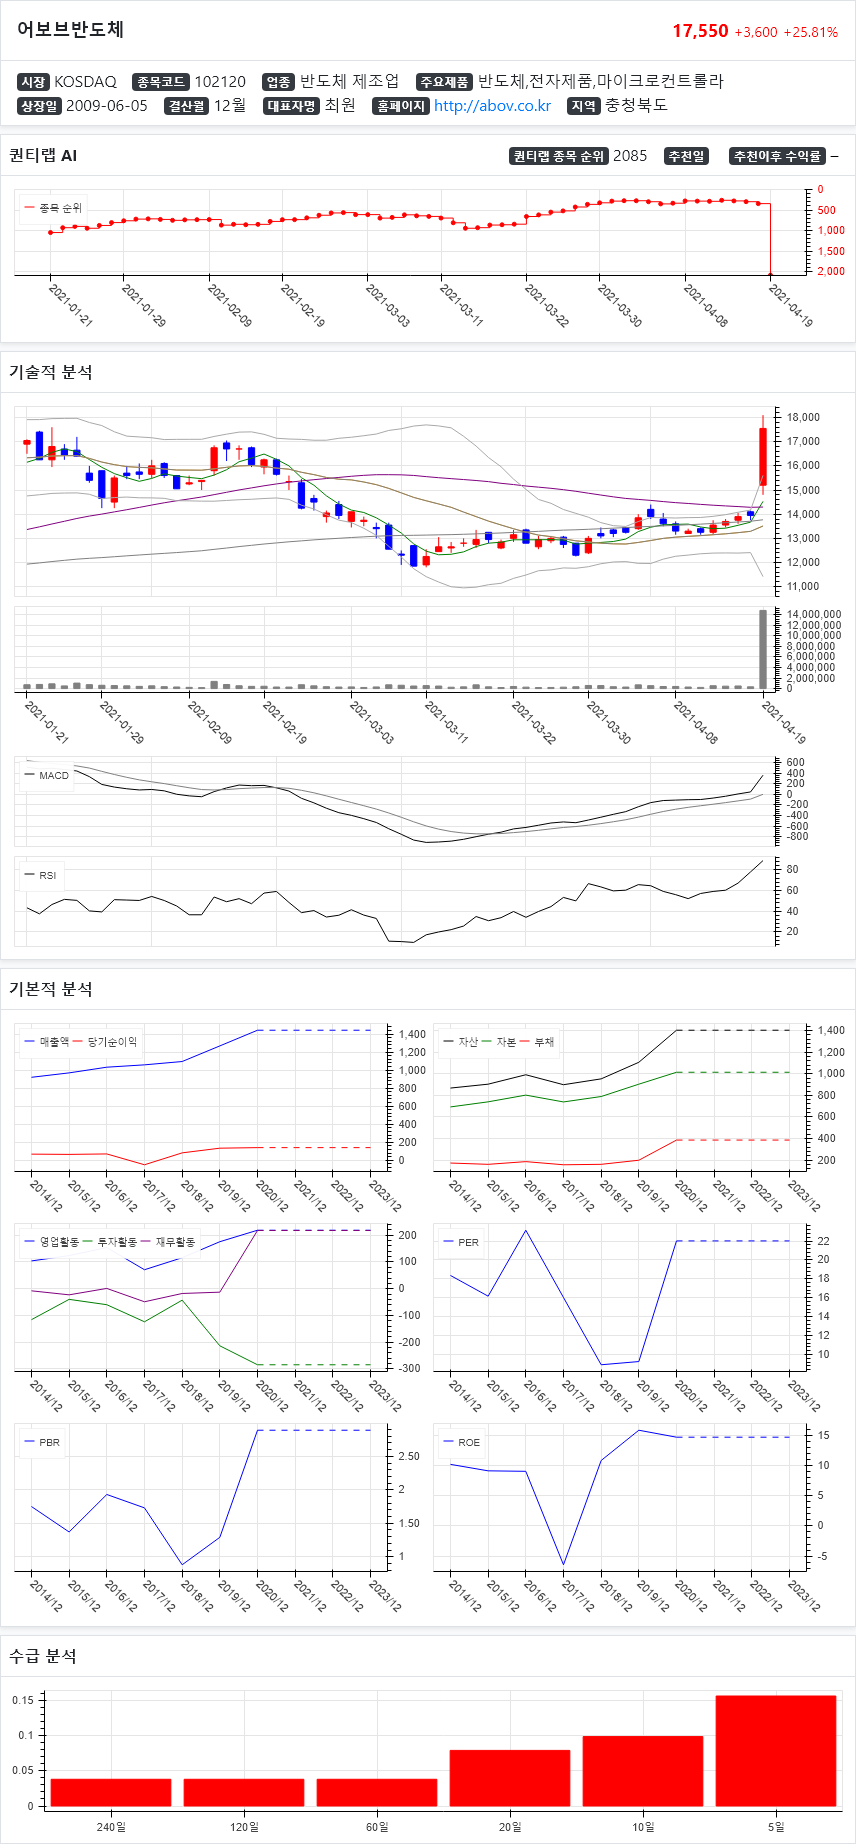 어보브반도체
17,550 +3,600 +25.81%
시장 KOSDAQ 종목코드 102120 업종 반도체 제조업 주요제품 반도체,전자제품,마이크로컨트롤라
상장일 2009-06-05 결산월 12월 대표자명 최원 홈페이지 http://abov.co.kr 지역 충청북도
퀀티랩 AI
퀀티랩 종목 순위 2085 추천일 추천이후 수익률 –
종목 순위
0
500
1,000
1,500
2,000
2021-01-21 2021-01-29 2021-02-09 2021-02-19 2021-03-03 2021-03-11 2021-03-22 2021-03-30 2021-04-08 2021-04-19
기술적 분석
18,000
17,000
16,000
15,000
14,000
13,000
12,000
11,000
14,000,000
12,000,000
10,000,000
8,000,000
6,000,000
4,000,000
2,000,000
0
2021-01-21 2021-01-29 2021-02-09 2021-02-19 2021-03-03 2021-03-11 2021-03-22 2021-03-30 2021-04-08 2021-04-19
MACD
600
400
200
0
-200
-400
-600
-800
RSI
80
60
40
20
기본적 분석
매출액 당기순이익
1,400
1,200
1,000
800
600
400
200
0
2014/12 2015/12 2016/12 2017/12 2018/12 2019/12 2020/12 2021/12 2022/12 2023/12
자산 자본 부채
1,400
1,200
1,000
800
600
400
200
2014/12 2015/12 2016/12 2017/12 2018/12 2019/12 2020/12 2021/12 2022/12 2023/12
영업활동 투자활동 재무활동
200
100
0
-100
-200
-300
2014/12 2015/12 2016/12 2017/12 2018/12 2019/12 2020/12 2021/12 2022/12 2023/12
PER
22
20
18
16
14
12
10
2014/12 2015/12 2016/12 2017/12 2018/12 2019/12 2020/12 2021/12 2022/12 2023/12
PBR
2.50
2
1.50
1
2014/12 2015/12 2016/12 2017/12 2018/12 2019/12 2020/12 2021/12 2022/12 2023/12
ROE
15
10
5
0
-5
2014/12 2015/12 2016/12 2017/12 2018/12 2019/12 2020/12 2021/12 2022/12 2023/12
수급 분석
0.15
0.1
0.05
0
240일 120일 60일 20일 10일 5일